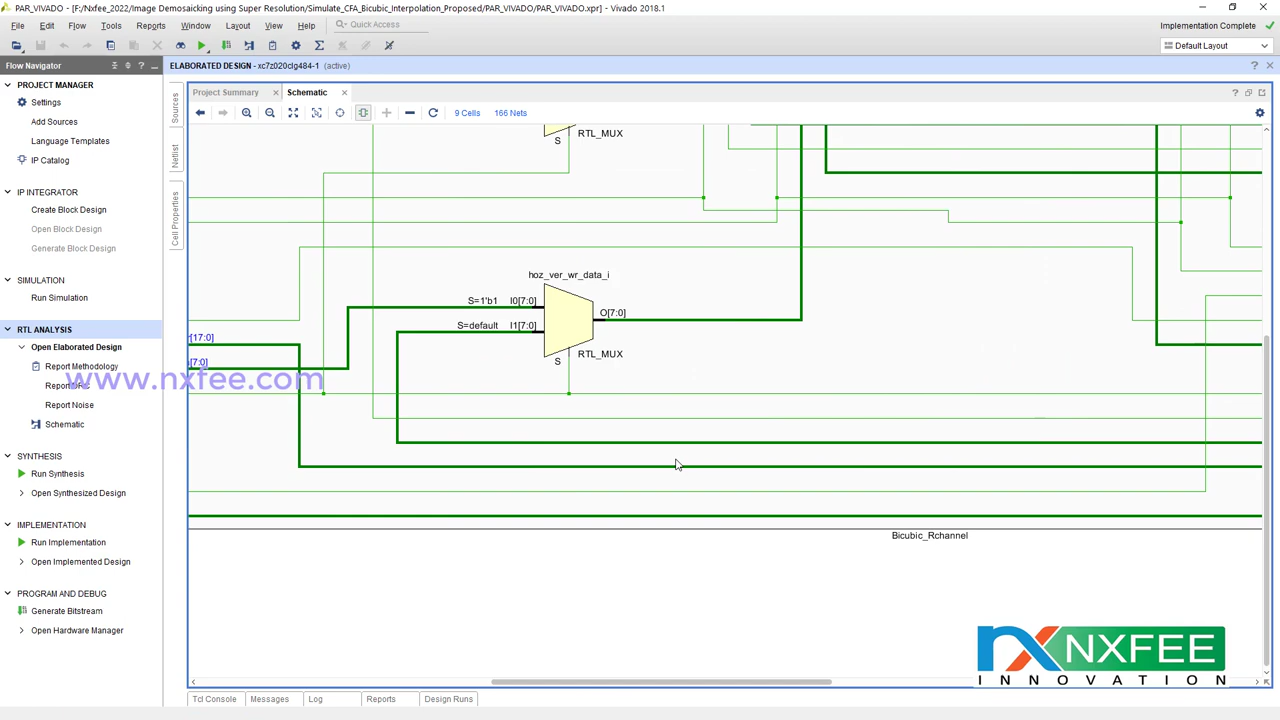 PAR_VIVADO - [F:/Nxfee_2022/Image Demosaicking using Super Resolution/Simulate_CFA_Bicubic_Interpolation_Proposed/PAR_VIVADO/PAR_VIVADO.xpr] - Vivado 2018.1
File Edit Flow Tools Reports Window Layout View Help Quick Access
Implementation Complete
Default Layout
Flow Navigator
ELABORATED DESIGN - xc7z020clg484-1 (active)
PROJECT MANAGER
Settings
Add Sources
Language Templates
IP Catalog
IP INTEGRATOR
Create Block Design
Open Block Design
Generate Block Design
SIMULATION
Run Simulation
RTL ANALYSIS
Open Elaborated Design
Report Methodology
Report DRC
Report Noise
Schematic
SYNTHESIS
Run Synthesis
Open Synthesized Design
IMPLEMENTATION
Run Implementation
Open Implemented Design
PROGRAM AND DEBUG
Generate Bitstream
Open Hardware Manager
Sources
Netlist
Cell Properties
Project Summary
Schematic
9 Cells 166 Nets
RTL_MUX
S
hoz_ver_wr_data_i
S=1'b1 I0[7:0]
O[7:0]
S=default I1[7:0]
RTL_MUX
S
[17:0]
[7:0]
www.nxfee.com
Bicubic_Rchannel
NXFEE
INNOVATION
Tcl Console Messages Log Reports Design Runs